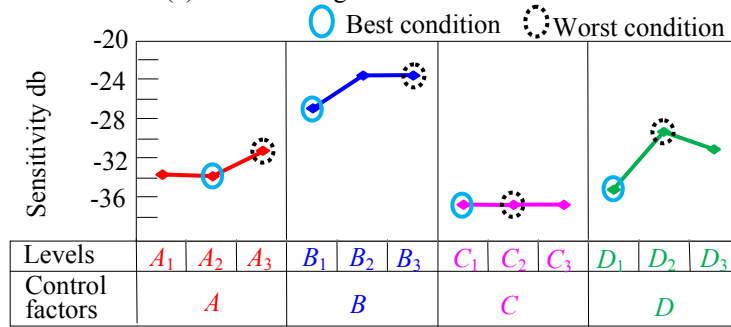 Best condition Worst condition
Sensitivity db
-20
-24
-28
-32
-36
Levels A1 A2 A3 B1 B2 B3 C1 C2 C3 D1 D2 D3
Control factors A B C D